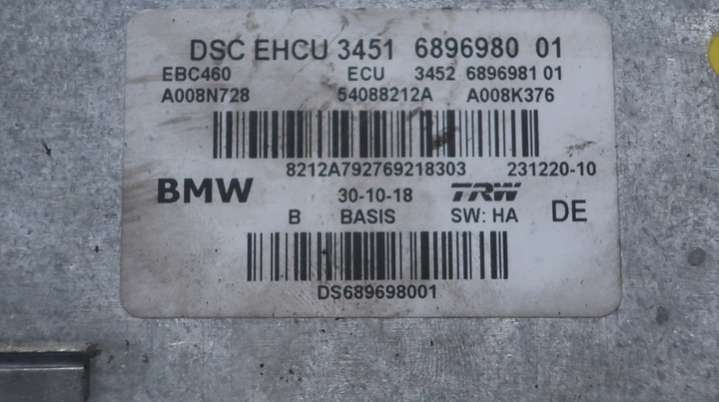 DSC EHCU 3451 6896980 01
EBC460 ECU 3452 6896981 01
A008N728 54088212A A008K376
8212A792769218303 231220-10
BMW 30-10-18 TRW
B BASIS SW: HA DE
DS689698001